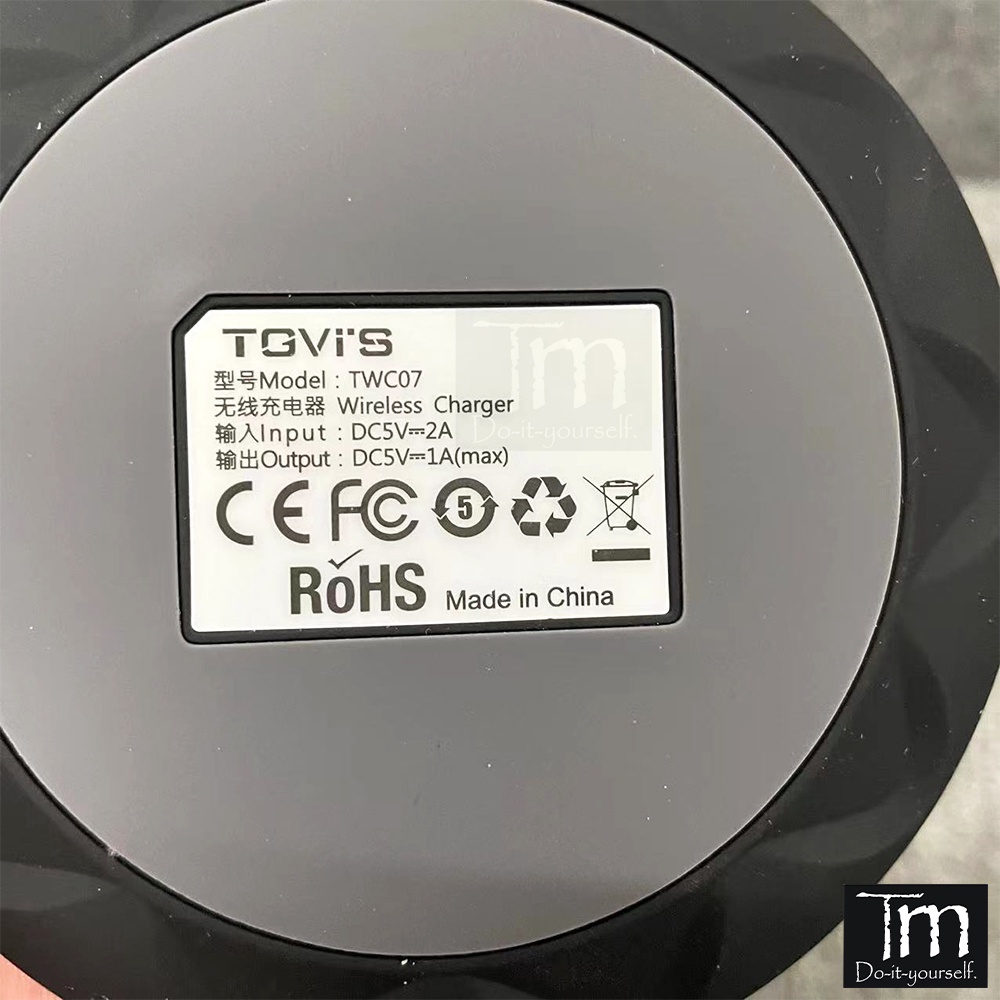 TGVi'S
型号Model : TWC07
无线充电器 Wireless Charger
输入Input : DC5V⎓2A
输出Output : DC5V⎓1A(max)
CE FC 5
RoHS Made in China
Tm
Do-it-yourself.
Tm
Do-it-yourself.